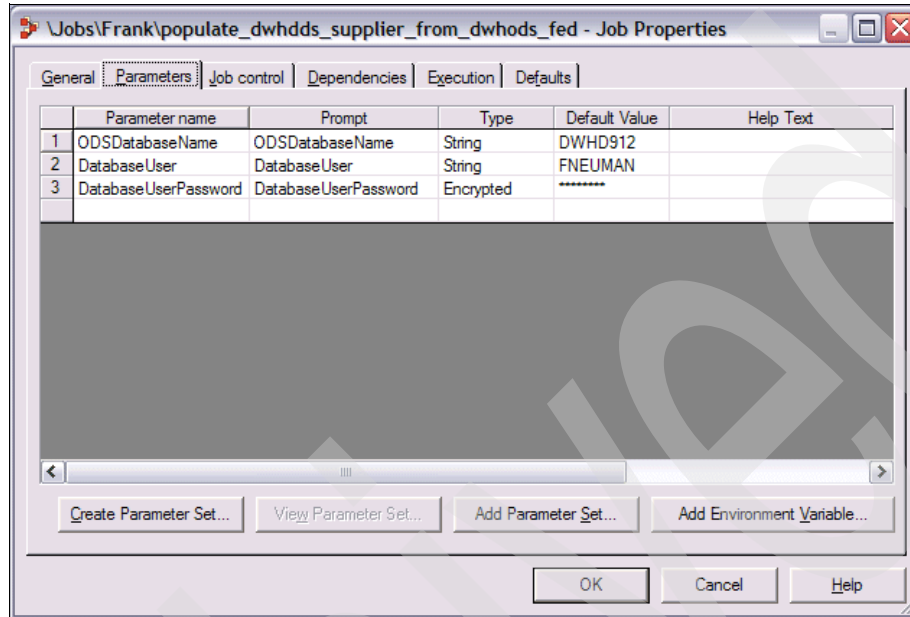 \Jobs\Frank\populate_dwhdds_supplier_from_dwhods_fed - Job Properties
General Parameters Job control Dependencies Execution Defaults
Parameter name Prompt Type Default Value Help Text
1 ODSDatabaseName ODSDatabaseName String DWHD912
2 DatabaseUser DatabaseUser String FNEUMAN
3 DatabaseUserPassword DatabaseUserPassword Encrypted ********
Create Parameter Set... View Parameter Set... Add Parameter Set... Add Environment Variable...
OK Cancel Help